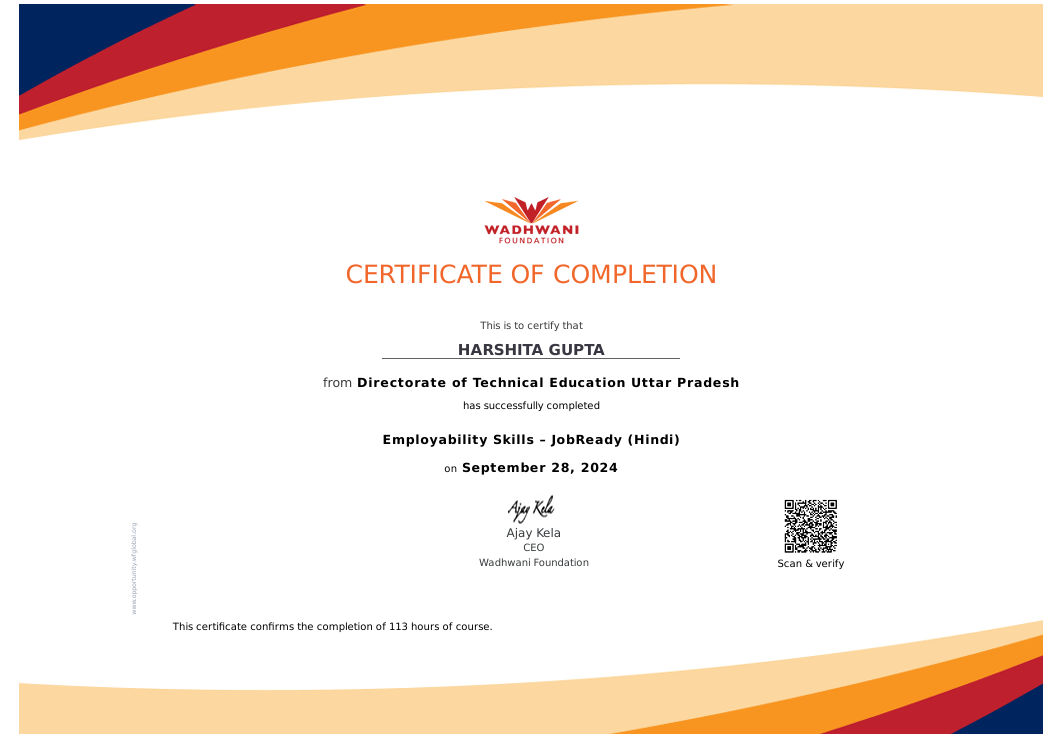 WADHWANI
FOUNDATION
CERTIFICATE OF COMPLETION
This is to certify that
HARSHITA GUPTA
from Directorate of Technical Education Uttar Pradesh
has successfully completed
Employability Skills – JobReady (Hindi)
on September 28, 2024
Ajay Kela
Ajay Kela
CEO
Wadhwani Foundation
Scan & verify
www.opportunity.wfglobal.org
This certificate confirms the completion of 113 hours of course.